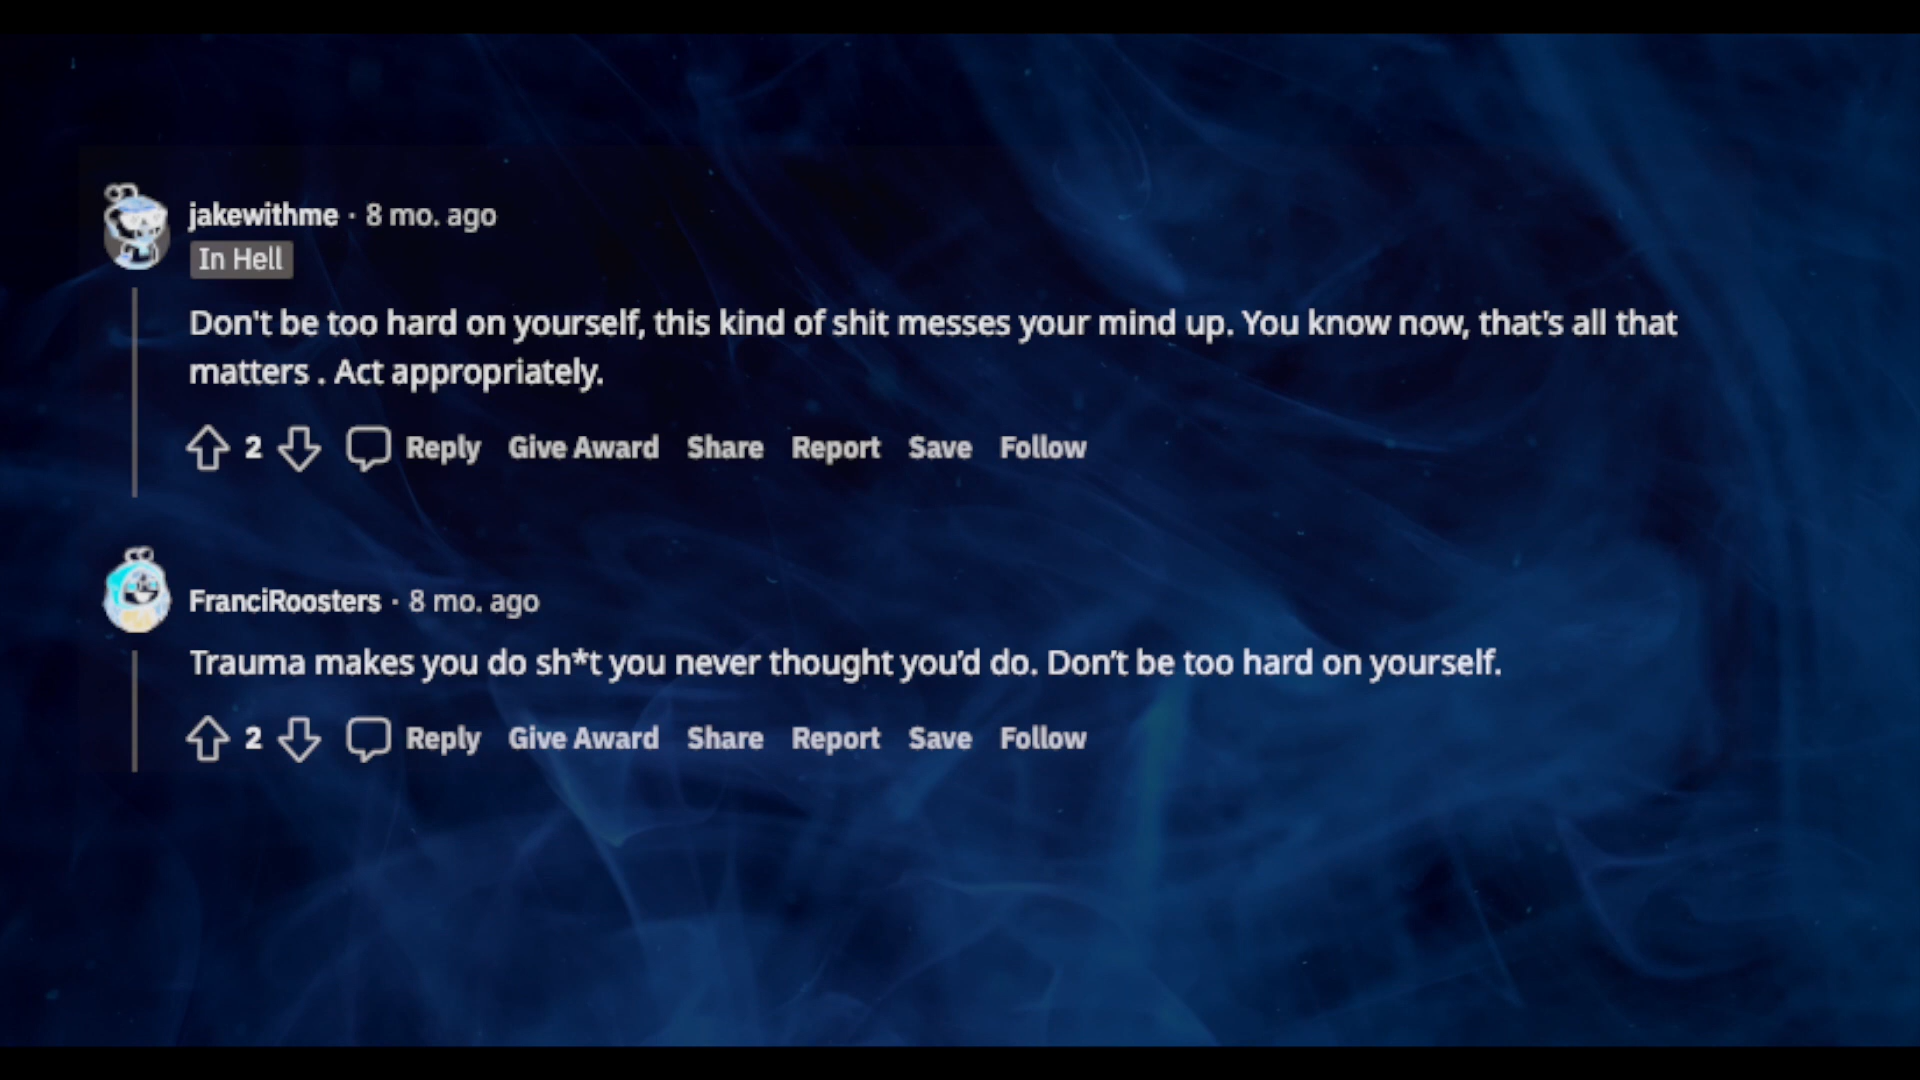 jakewithme · 8 mo. ago
In Hell
Don't be too hard on yourself, this kind of shit messes your mind up. You know now, that's all that
matters . Act appropriately.
2 Reply Give Award Share Report Save Follow
FranciRoosters · 8 mo. ago
Trauma makes you do sh*t you never thought you’d do. Don’t be too hard on yourself.
2 Reply Give Award Share Report Save Follow